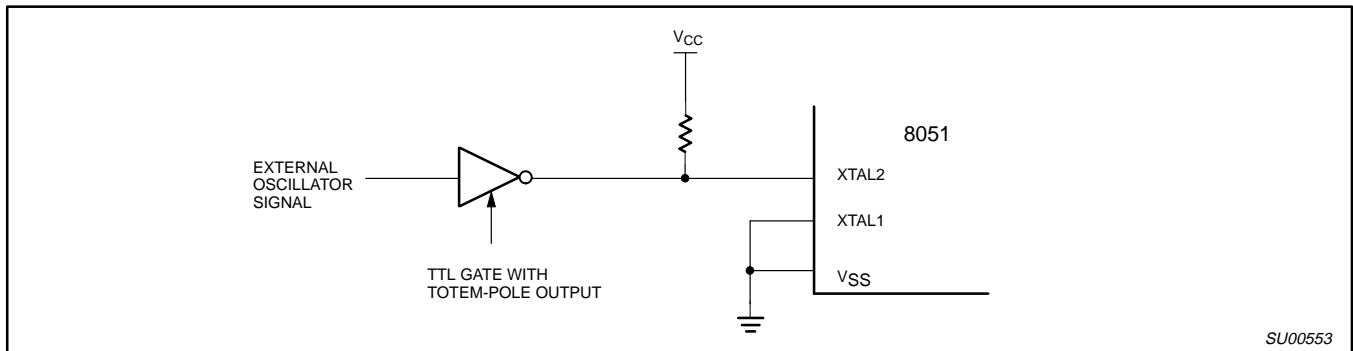 VCC
8051
EXTERNAL
OSCILLATOR
SIGNAL
XTAL2
XTAL1
TTL GATE WITH
TOTEM-POLE OUTPUT
VSS
SU00553